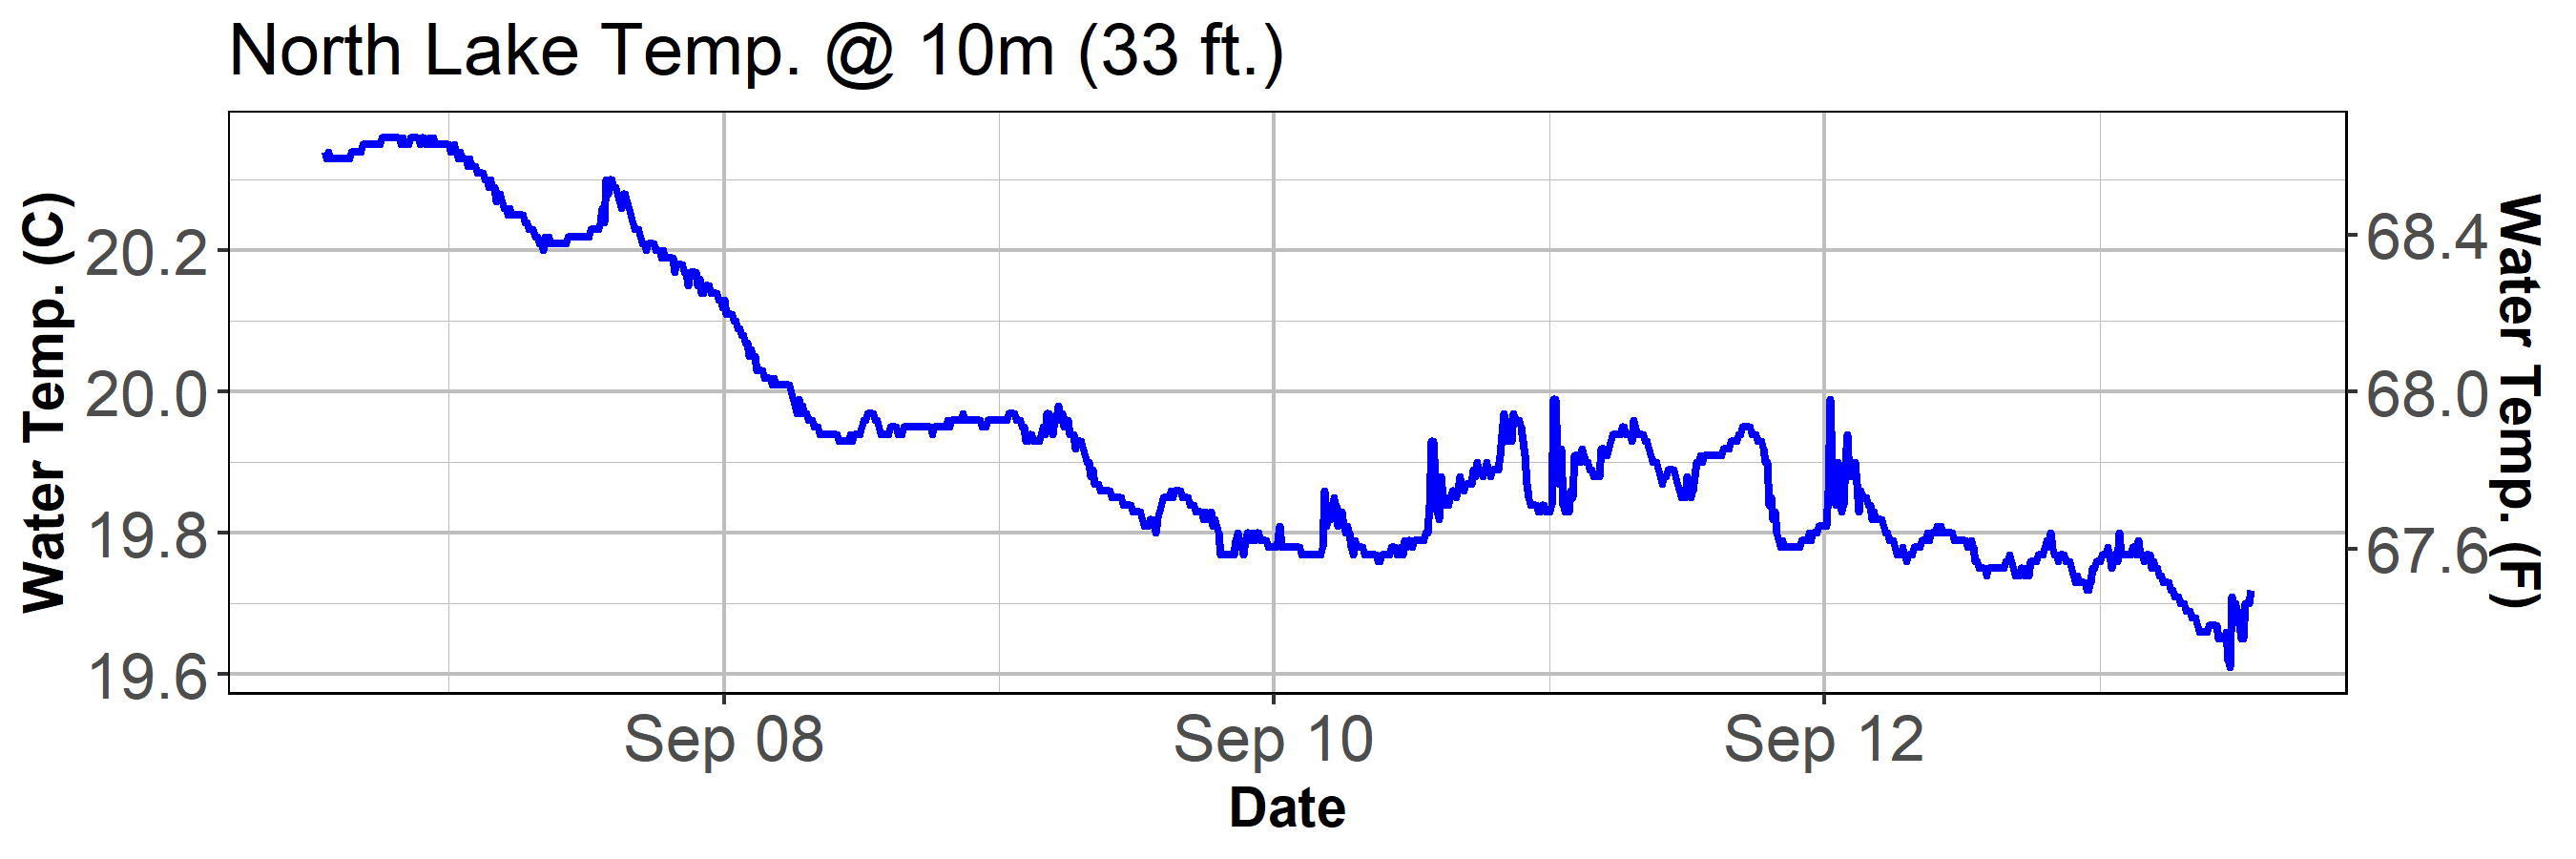 North Lake Temp. @ 10m (33 ft.)
Water Temp. (C)
20.2
20.0
19.8
19.6
68.4
68.0
67.6
Water Temp. (F)
Sep 08
Sep 10
Sep 12
Date